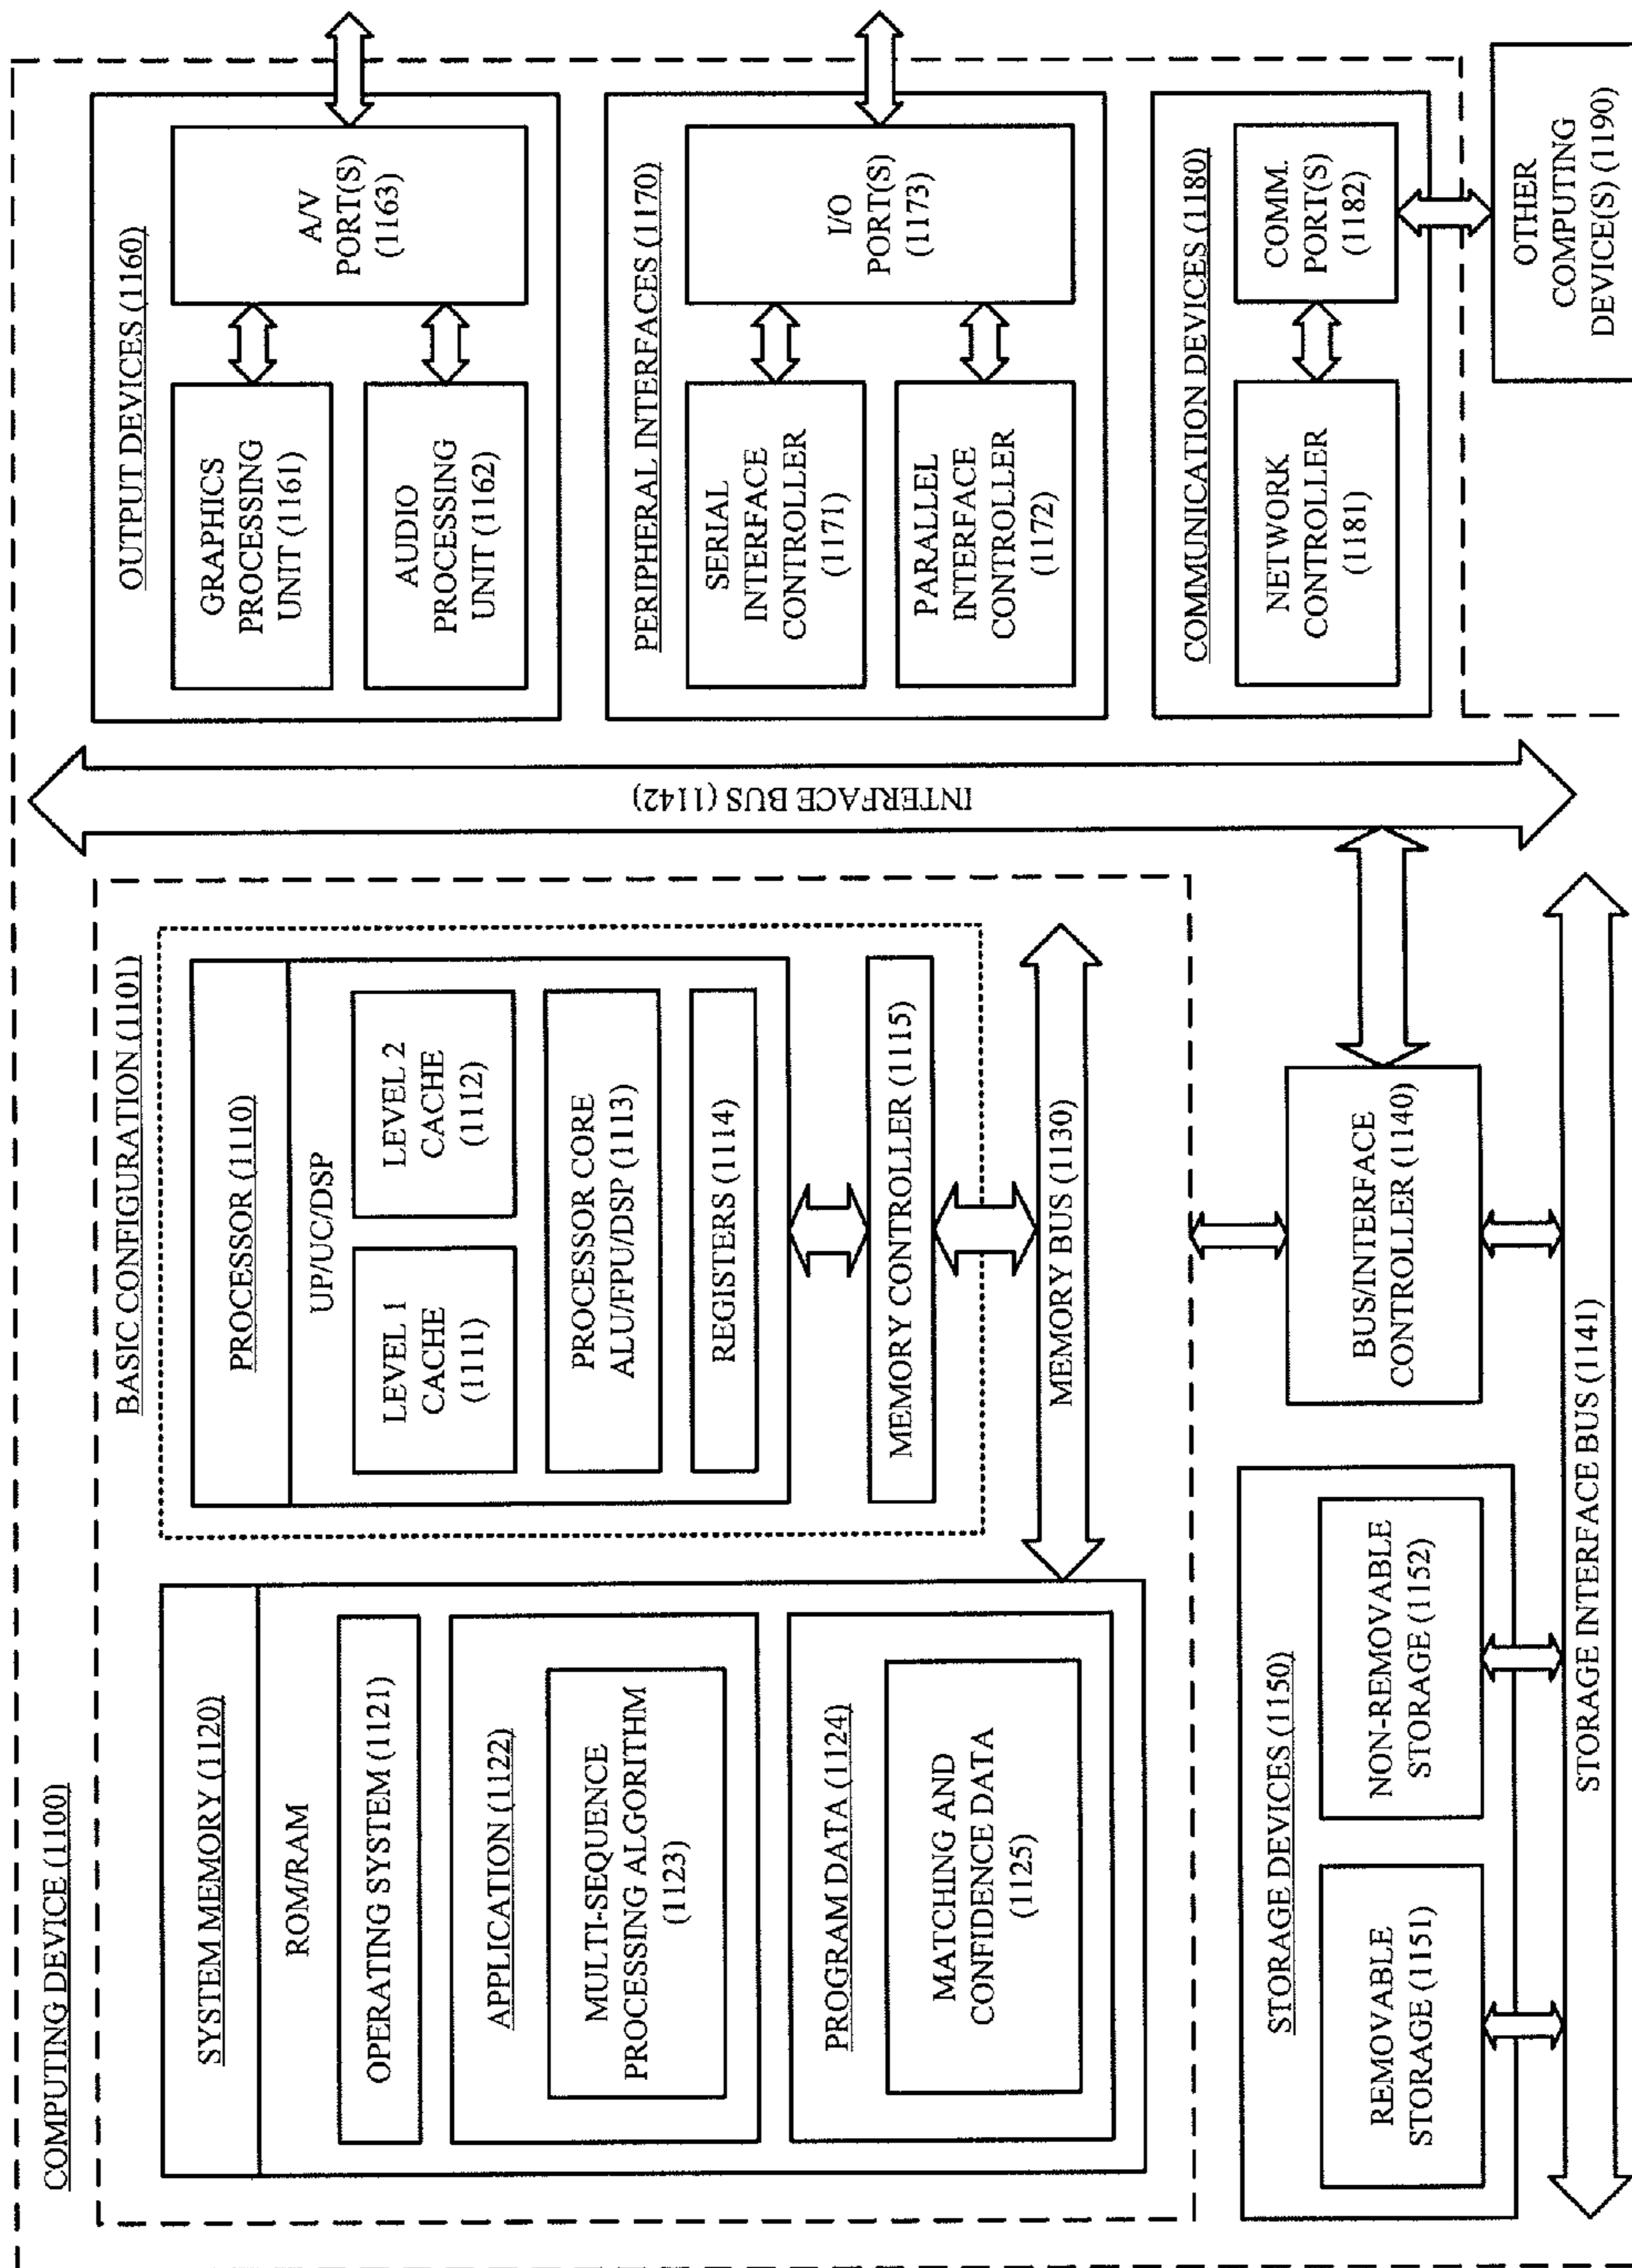 COMPUTING DEVICE (1100)
BASIC CONFIGURATION (1101)
SYSTEM MEMORY (1120)
ROM/RAM
OPERATING SYSTEM (1121)
APPLICATION (1122)
MULTI-SEQUENCE
PROCESSING ALGORITHM
(1123)
PROGRAM DATA (1124)
MATCHING AND
CONFIDENCE DATA
(1125)
PROCESSOR (1110)
UP/UC/DSP
LEVEL 1
CACHE
(1111)
LEVEL 2
CACHE
(1112)
PROCESSOR CORE
ALU/FPU/DSP (1113)
REGISTERS (1114)
MEMORY CONTROLLER (1115)
MEMORY BUS (1130)
BUS/INTERFACE
CONTROLLER (1140)
STORAGE DEVICES (1150)
REMOVABLE
STORAGE (1151)
NON-REMOVABLE
STORAGE (1152)
STORAGE INTERFACE BUS (1141)
INTERFACE BUS (1142)
OUTPUT DEVICES (1160)
GRAPHICS
PROCESSING
UNIT (1161)
AUDIO
PROCESSING
UNIT (1162)
A/V
PORT(S)
(1163)
PERIPHERAL INTERFACES (1170)
SERIAL
INTERFACE
CONTROLLER
(1171)
PARALLEL
INTERFACE
CONTROLLER
(1172)
I/O
PORT(S)
(1173)
COMMUNICATION DEVICES (1180)
NETWORK
CONTROLLER
(1181)
COMM.
PORT(S)
(1182)
OTHER
COMPUTING
DEVICE(S) (1190)